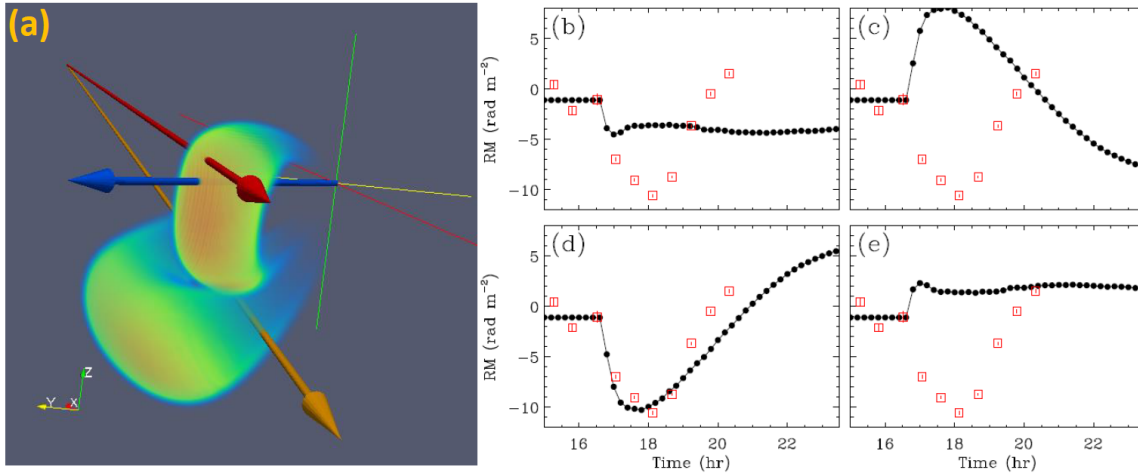 (a)
Z
Y
X
(b)
(c)
5
0
-5
-10
RM (rad m⁻²)
(d)
(e)
5
0
-5
-10
RM (rad m⁻²)
16 18 20 22
Time (hr)
16 18 20 22
Time (hr)